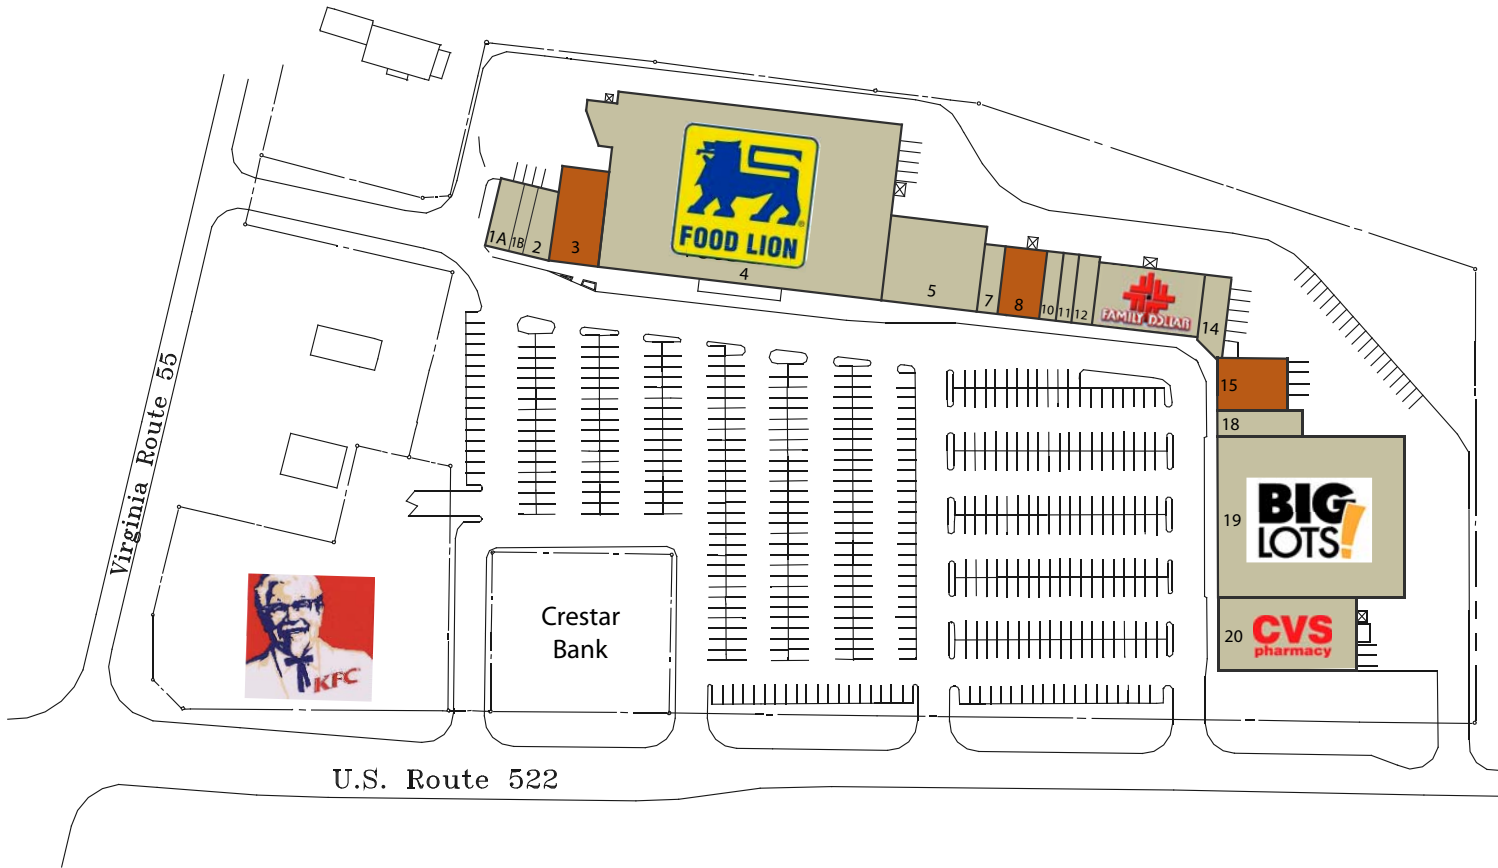 FOOD LION
®
1A
1B
2
3
4
5
7
8
10
11
12
FAMILY DOLLAR
14
15
18
19
BIG
LOTS!
20
CVS
pharmacy
Virginia Route 55
KFC
Crestar
Bank
U.S. Route 522